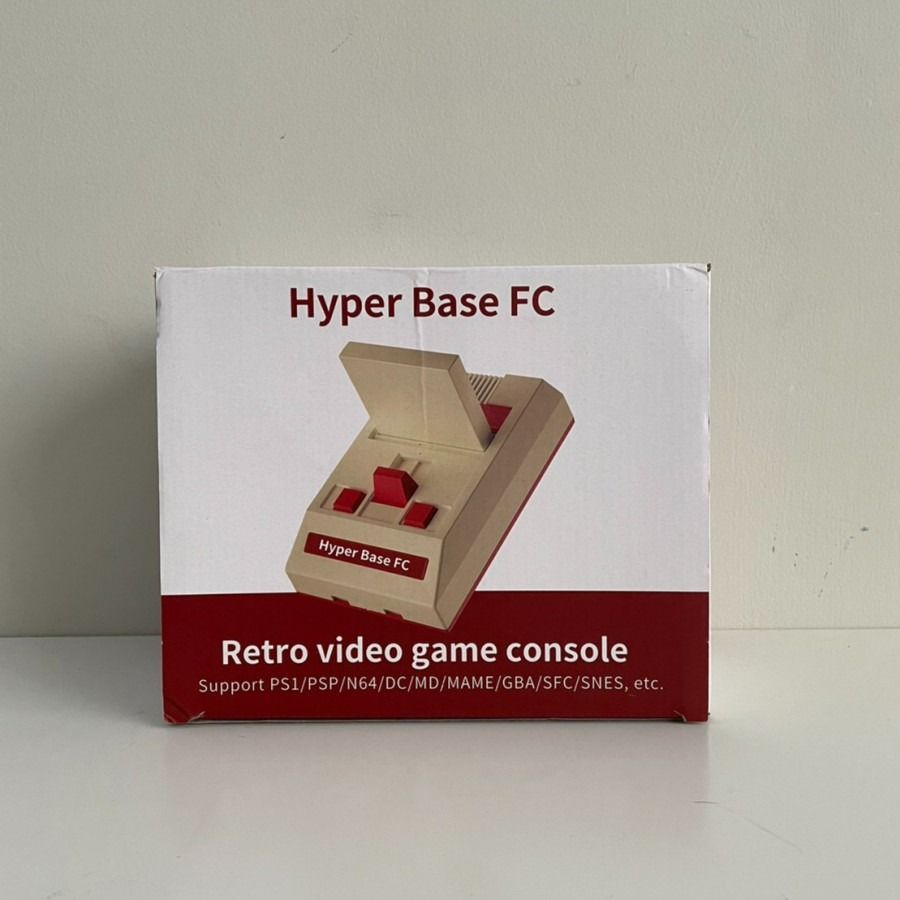 Hyper Base FC
Hyper Base FC
Retro video game console
Support PS1/PSP/N64/DC/MD/MAME/GBA/SFC/SNES, etc.